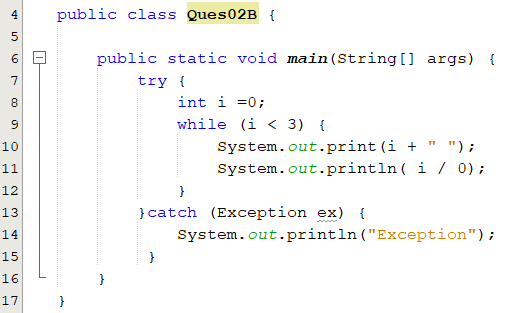 4 public class Ques02B {
5
6 public static void main(String[] args) {
7 try {
8 int i =0;
9 while (i < 3) {
10 System.out.print(i + " ");
11 System.out.println( i / 0);
12 }
13 }catch (Exception ex) {
14 System.out.println("Exception");
15 }
16 }
17 }